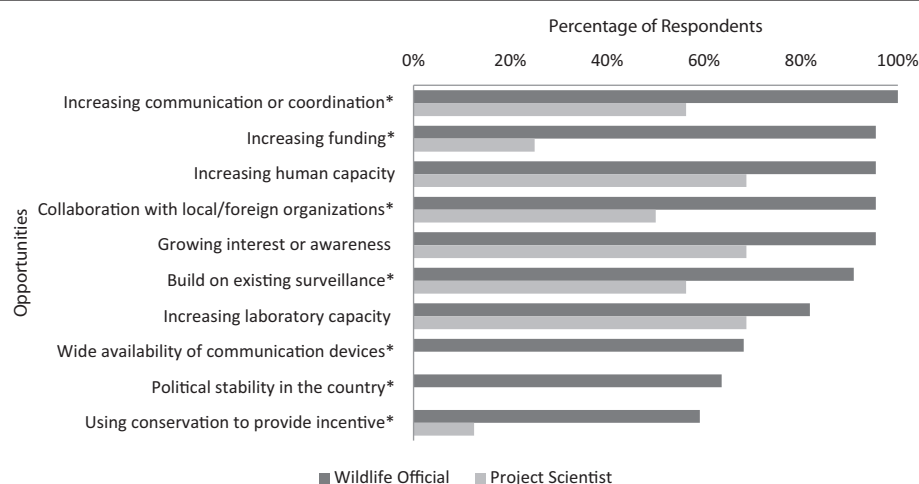 Percentage of Respondents
0% 20% 40% 60% 80% 100%
Opportunities
Increasing communication or coordination*
Increasing funding*
Increasing human capacity
Collaboration with local/foreign organizations*
Growing interest or awareness
Build on existing surveillance*
Increasing laboratory capacity
Wide availability of communication devices*
Political stability in the country*
Using conservation to provide incentive*
Wildlife Official Project Scientist